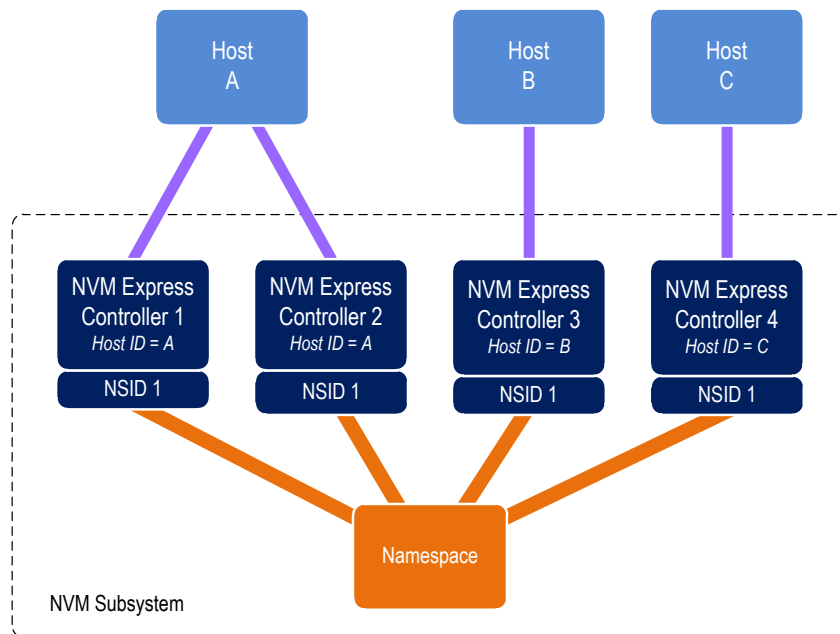 Host
A
Host
B
Host
C
NVM Express
Controller 1
Host ID = A
NSID 1
NVM Express
Controller 2
Host ID = A
NSID 1
NVM Express
Controller 3
Host ID = B
NSID 1
NVM Express
Controller 4
Host ID = C
NSID 1
Namespace
NVM Subsystem